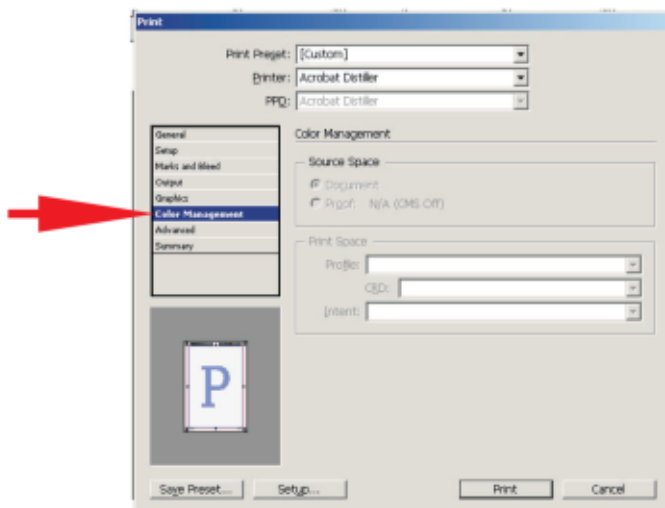 Print
Print Preset: [Custom]
Printer: Acrobat Distiller
PPD: Acrobat Distiller
General
Setup
Marks and Bleed
Output
Graphics
Color Management
Advanced
Summary
Color Management
Source Space
Document
Proof: N/A (CMS Off)
Print Space
Profile:
CRD:
Intent:
P
Save Preset... Setup... Print Cancel